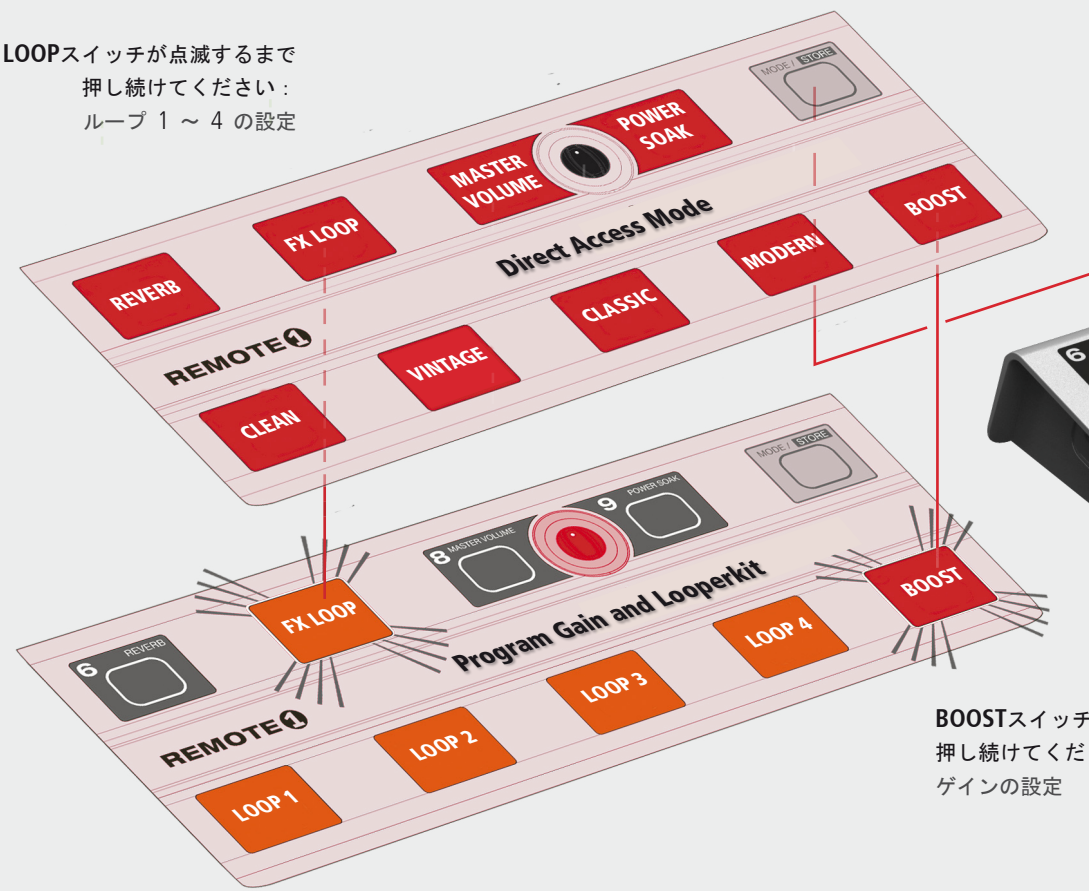 LOOPスイッチが点滅するまで
押し続けてください：
ループ 1 ～ 4 の設定
MODE / STORE
POWER
SOAK
MASTER
VOLUME
BOOST
FX LOOP
Direct Access Mode
MODERN
REVERB
CLASSIC
REMOTE1
VINTAGE
CLEAN
6
MODE / STORE
9 POWER SOAK
8 MASTER VOLUME
BOOST
FX LOOP
Program Gain and Looperkit
LOOP 4
6 REVERB
LOOP 3
REMOTE1
LOOP 2
LOOP 1
BOOSTスイッチ
押し続けてくだ
ゲインの設定